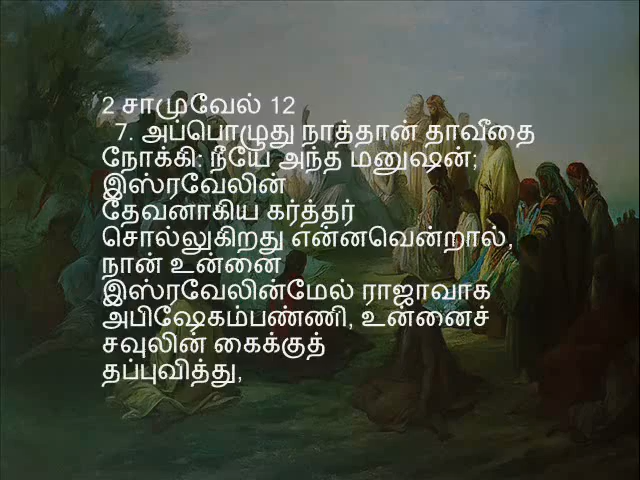 2 சாமுவேல் 12
7. அப்பொழுது நாத்தான் தாவீதை
நோக்கி: நீயே அந்த மனுஷன்;
இஸ்ரவேலின்
தேவனாகிய கர்த்தர்
சொல்லுகிறது என்னவென்றால்,
நான் உன்னை
இஸ்ரவேலின்மேல் ராஜாவாக
அபிஷேகம்பண்ணி, உன்னைச்
சவுலின் கைக்குத்
தப்புவித்து,